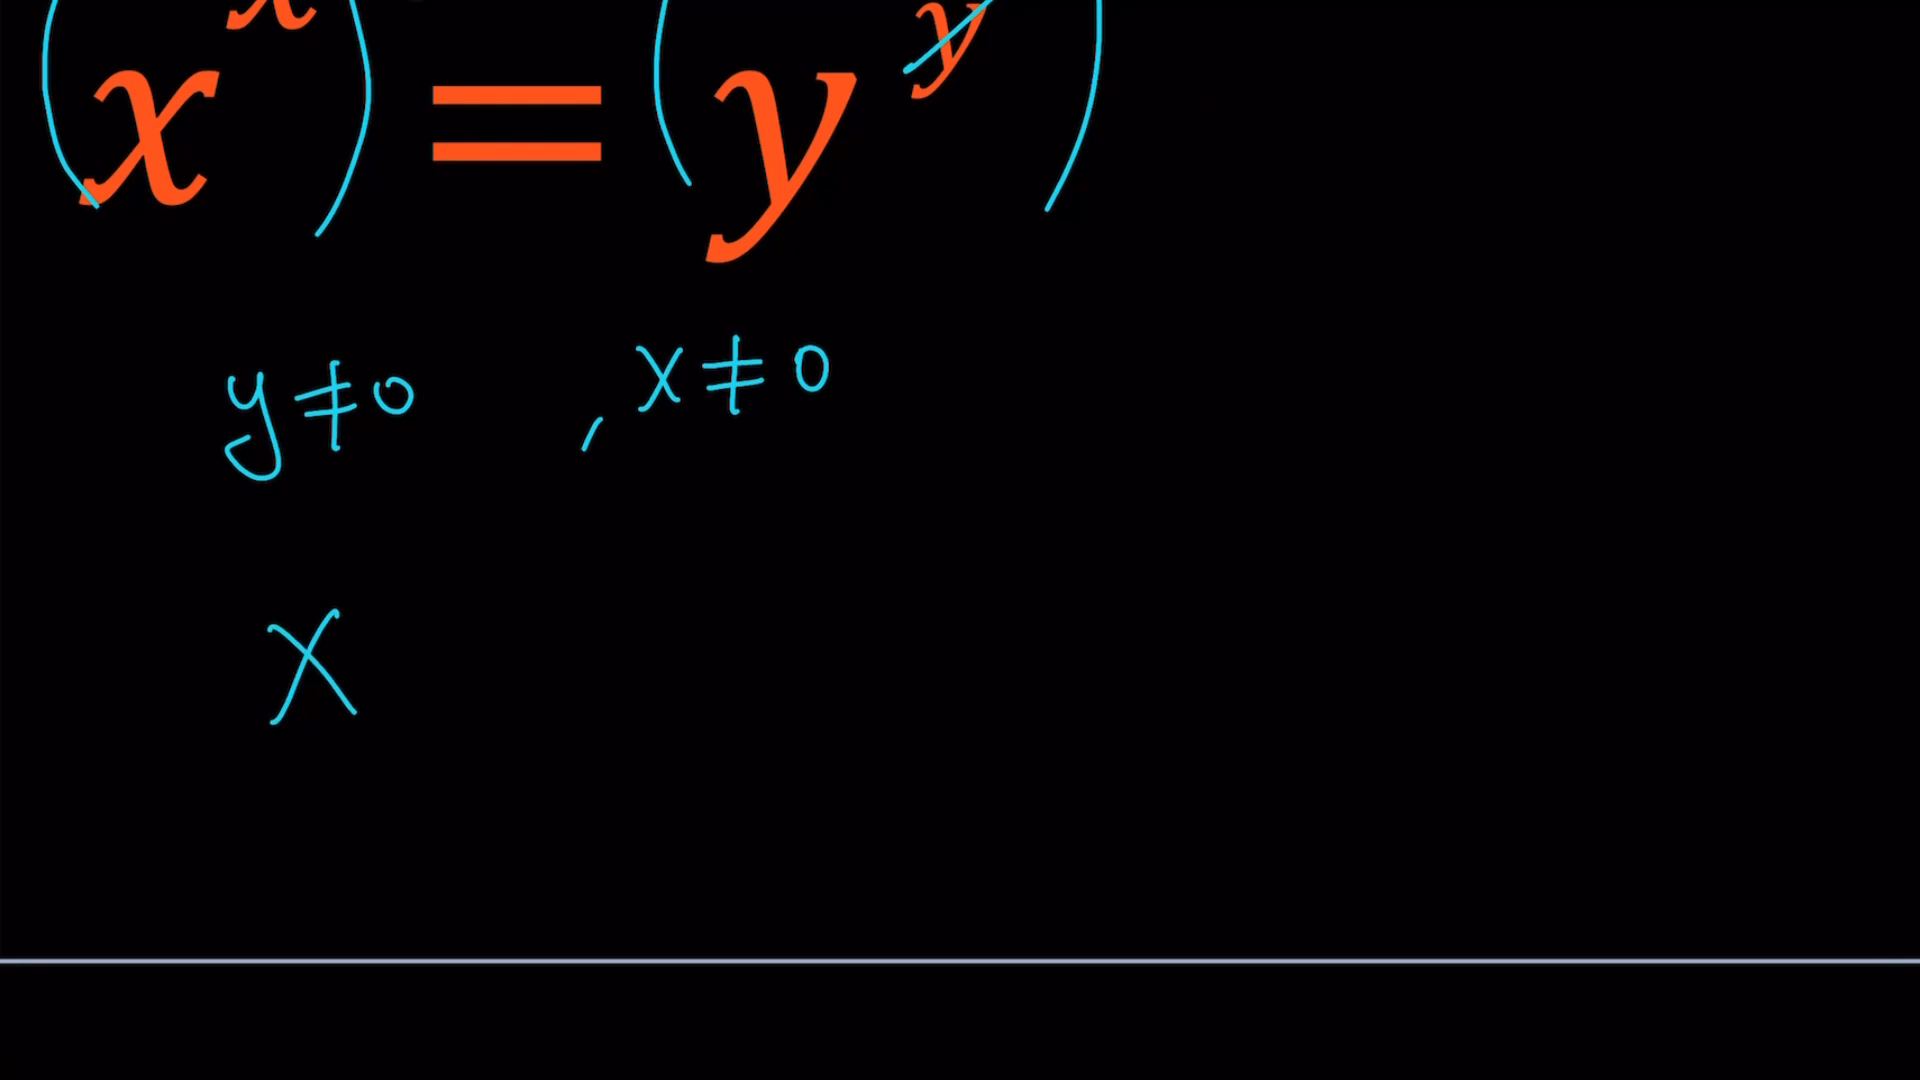 (x^x) = (y^y)
y ≠ 0 , x ≠ 0
x